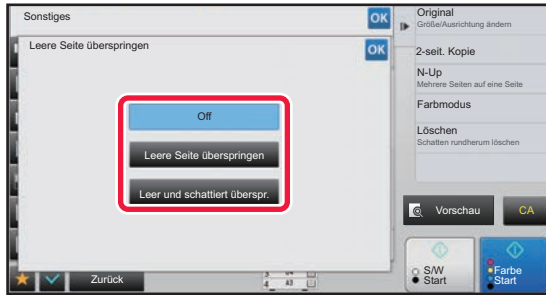 Sonstiges
OK
Leere Seite überspringen
OK
Off
Leere Seite überspringen
Leer und schattiert überspr.
Zurück
A3
4
Original
Größe/Ausrichtung ändern
2-seit. Kopie
N-Up
Mehrere Seiten auf eine Seite
Farbmodus
Löschen
Schatten rundherum löschen
Vorschau
CA
S/W
Start
Farbe
Start